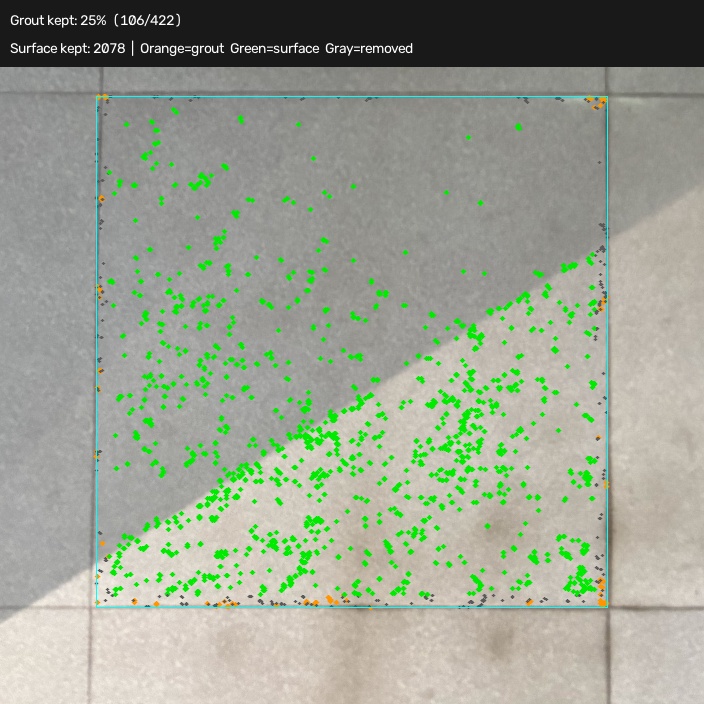 Grout kept: 25% (106/422)
Surface kept: 2078 | Orange=grout Green=surface Gray=removed